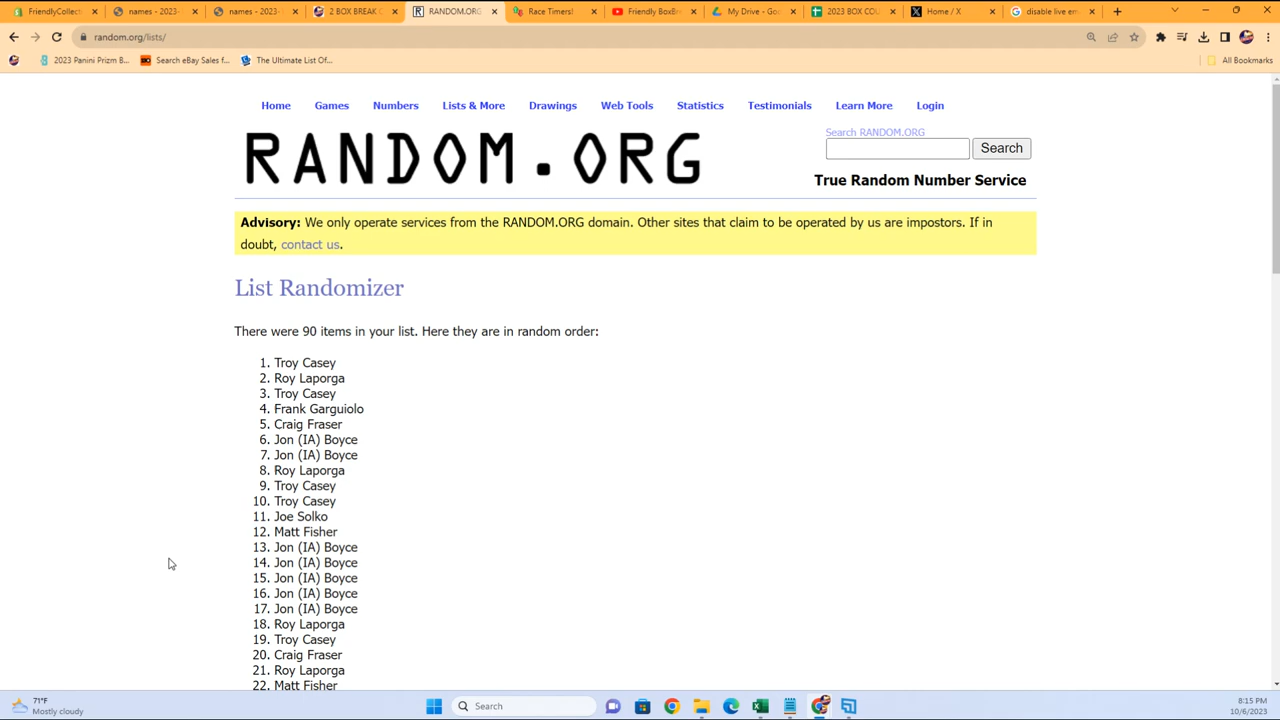 FriendlyCollect
names - 2023-
names - 2023-
2 BOX BREAK C
RANDOM.ORG
Race Timers!
Friendly BoxBre
My Drive - Goo
2023 BOX COU
Home / X
disable live em
random.org/lists/
2023 Panini Prizm B...
Search eBay Sales f...
The Ultimate List Of...
All Bookmarks
Home Games Numbers Lists & More Drawings Web Tools Statistics Testimonials Learn More Login
RANDOM.ORG
Search RANDOM.ORG
Search
True Random Number Service
Advisory: We only operate services from the RANDOM.ORG domain. Other sites that claim to be operated by us are impostors. If in
doubt, contact us.
List Randomizer
There were 90 items in your list. Here they are in random order:
1. Troy Casey
2. Roy Laporga
3. Troy Casey
4. Frank Garguiolo
5. Craig Fraser
6. Jon (IA) Boyce
7. Jon (IA) Boyce
8. Roy Laporga
9. Troy Casey
10. Troy Casey
11. Joe Solko
12. Matt Fisher
13. Jon (IA) Boyce
14. Jon (IA) Boyce
15. Jon (IA) Boyce
16. Jon (IA) Boyce
17. Jon (IA) Boyce
18. Roy Laporga
19. Troy Casey
20. Craig Fraser
21. Roy Laporga
22. Matt Fisher
71°F
Mostly cloudy
Search
8:15 PM
10/6/2023